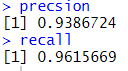 > precsion
[1] 0.9386724
> recall
[1] 0.9615669